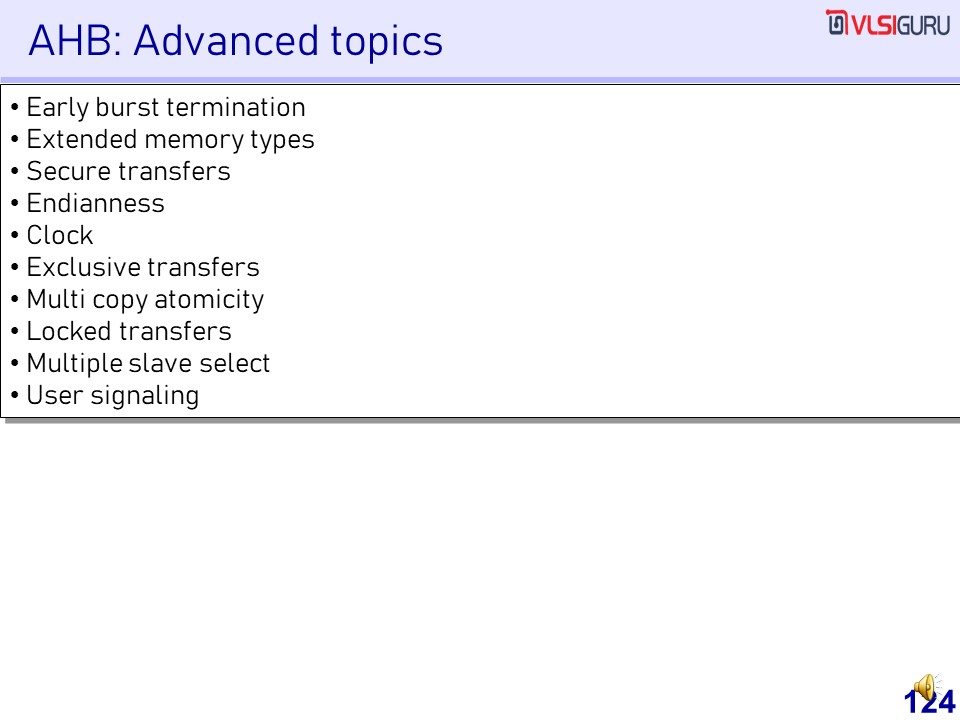 AHB: Advanced topics
VLSIGURU
• Early burst termination
• Extended memory types
• Secure transfers
• Endianness
• Clock
• Exclusive transfers
• Multi copy atomicity
• Locked transfers
• Multiple slave select
• User signaling
124